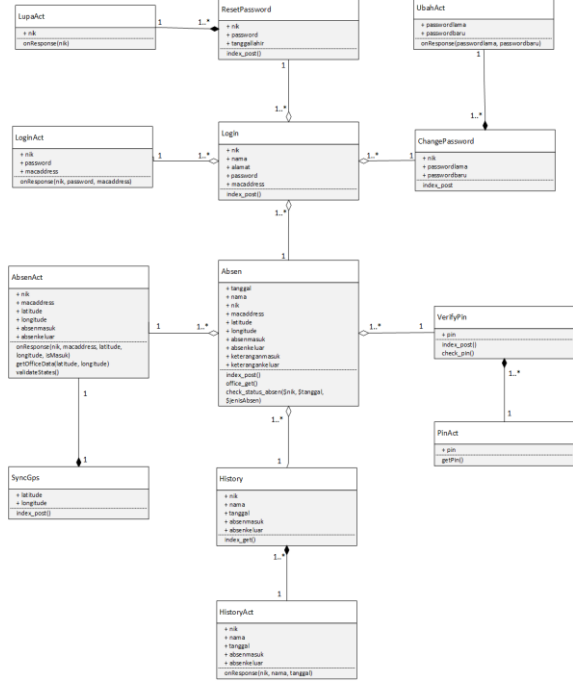 LupaAct
+ nik
onResponse(nik)
1
1..*
ResetPassword
+ nik
+ password
+ tanggallahir
index_post()
1
1..*
UbahAct
+ passwordlama
+ passwordbaru
onResponse(passwordlama, passwordbaru)
1
1..*
LoginAct
+ nik
+ password
+ macaddress
onResponse(nik, password, macaddress)
1
1..*
Login
+ nik
+ nama
+ alamat
+ password
+ macaddress
index_post()
1..*
1
1..*
1
ChangePassword
+ nik
+ passwordlama
+ passwordbaru
index_post
AbsenAct
+ nik
+ macaddress
+ latitude
+ longitude
+ absenmasuk
+ absenkeluar
onResponse(nik, macaddress, latitude,
longitude, isMasuk)
getOfficeData(latitude, longitude)
validateStates()
1
1..*
1
1
Absen
+ tanggal
+ nama
+ nik
+ macaddress
+ latitude
+ longitude
+ absenmasuk
+ absenkeluar
+ keteranganmasuk
+ keterangankeluar
index_post()
office_get()
check_status_absen($nik, $tanggal,
$jenisAbsen)
1..*
1
1..*
1
VerifyPin
+ pin
index_post()
check_pin()
1..*
1
PinAct
+ pin
getPin()
SyncGps
+ latitude
+ longitude
index_post()
History
+ nik
+ nama
+ tanggal
+ absenmasuk
+ absenkeluar
index_get()
1..*
1
HistoryAct
+ nik
+ nama
+ tanggal
+ absenmasuk
+ absenkeluar
onResponse(nik, nama, tanggal)